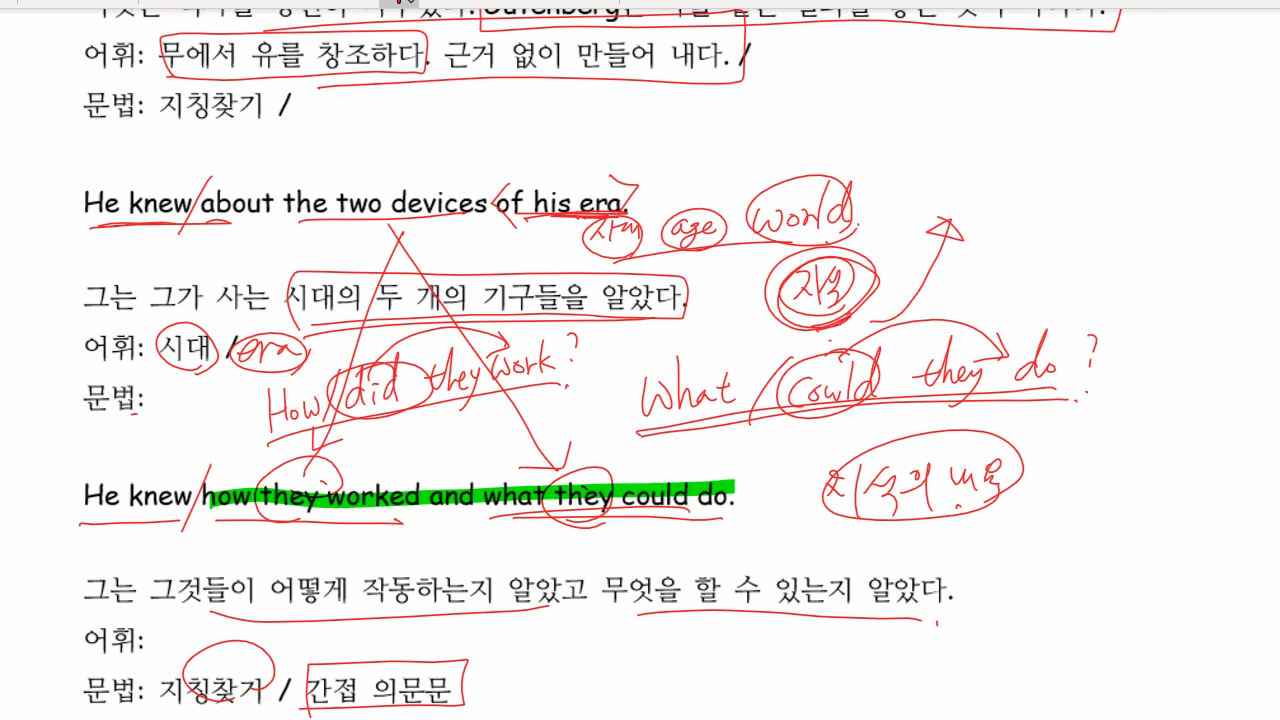 어휘: 무에서 유를 창조하다. 근거 없이 만들어 내다. /
문법: 지칭찾기 /
He knew about the two devices of his era.
age world
지식
그는 그가 사는 시대의 두 개의 기구들을 알았다.
어휘: 시대 / era
How did they work?
What could they do?
문법:
지식의 내용
He knew how they worked and what they could do.
그는 그것들이 어떻게 작동하는지 알았고 무엇을 할 수 있는지 알았다.
어휘:
문법: 지칭찾기 / 간접 의문문